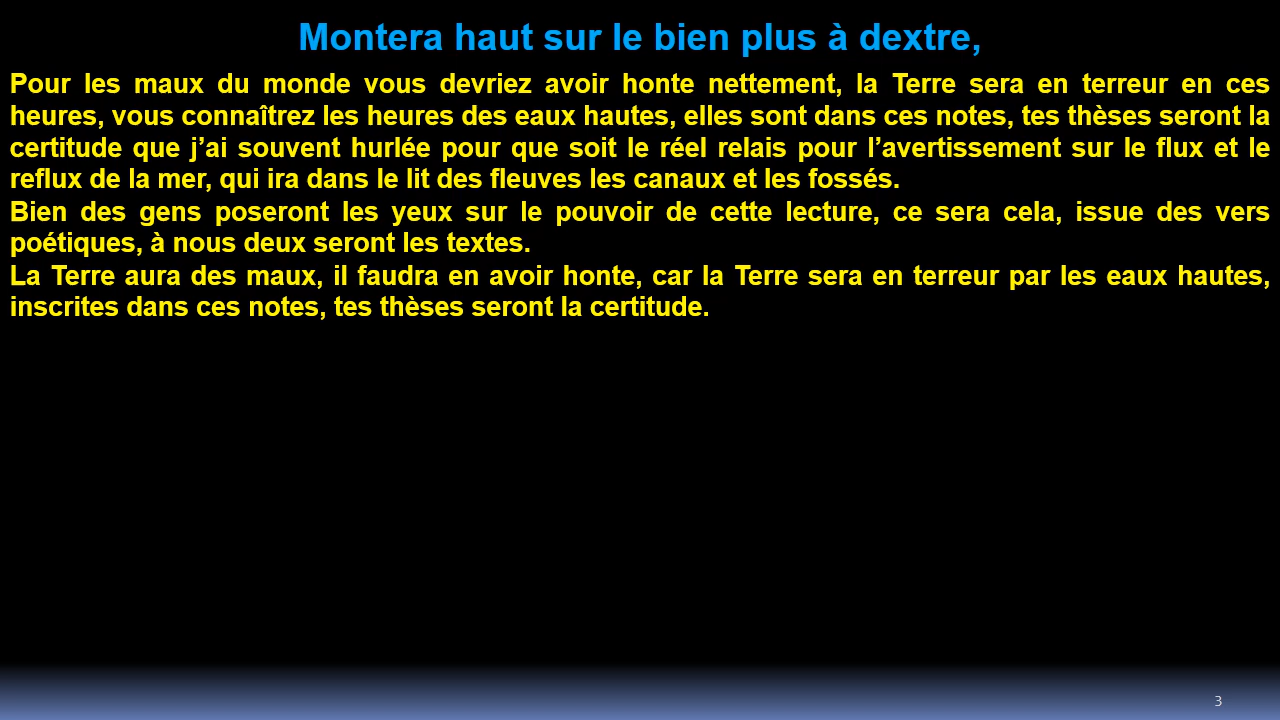 Montera haut sur le bien plus à dextre,
Pour les maux du monde vous devriez avoir honte nettement, la Terre sera en terreur en ces
heures, vous connaîtrez les heures des eaux hautes, elles sont dans ces notes, tes thèses seront la
certitude que j’ai souvent hurlée pour que soit le réel relais pour l’avertissement sur le flux et le
reflux de la mer, qui ira dans le lit des fleuves les canaux et les fossés.
Bien des gens poseront les yeux sur le pouvoir de cette lecture, ce sera cela, issue des vers
poétiques, à nous deux seront les textes.
La Terre aura des maux, il faudra en avoir honte, car la Terre sera en terreur par les eaux hautes,
inscrites dans ces notes, tes thèses seront la certitude.
3